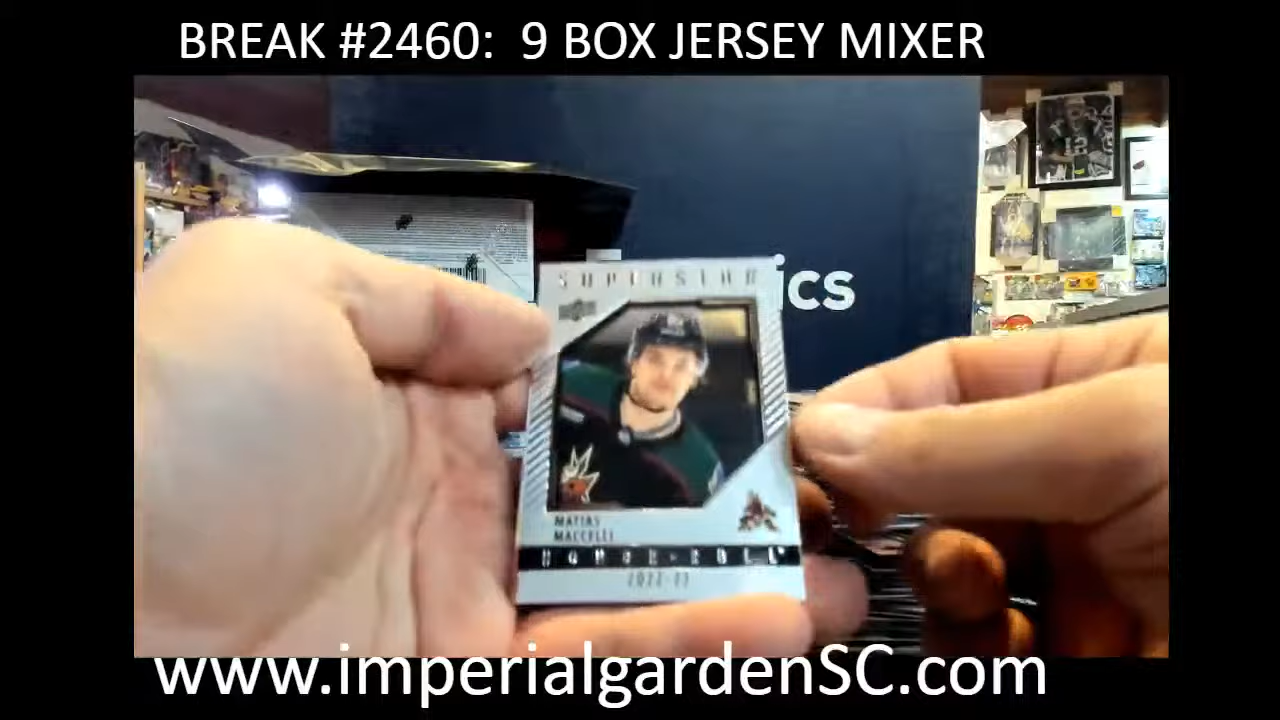 BREAK #2460:  9 BOX JERSEY MIXER
ics
SUPERSTAR
MATIAS
MACCELLI
HONOR ROLL
2022-23
www.imperialgardenSC.com